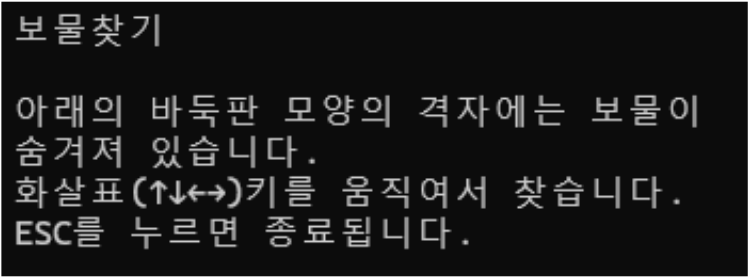 보물찾기
아래의 바둑판 모양의 격자에는 보물이
숨겨져 있습니다.
화살표(↑↓←→)키를 움직여서 찾습니다.
ESC를 누르면 종료됩니다.